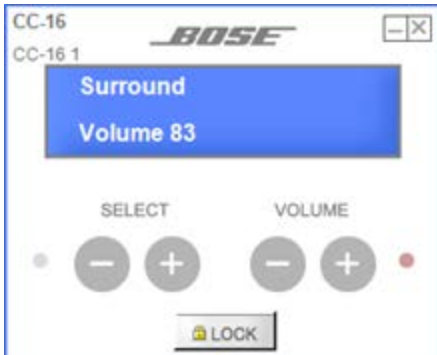 CC-16
BOSE
CC-16 1
Surround
Volume 83
SELECT
VOLUME
LOCK